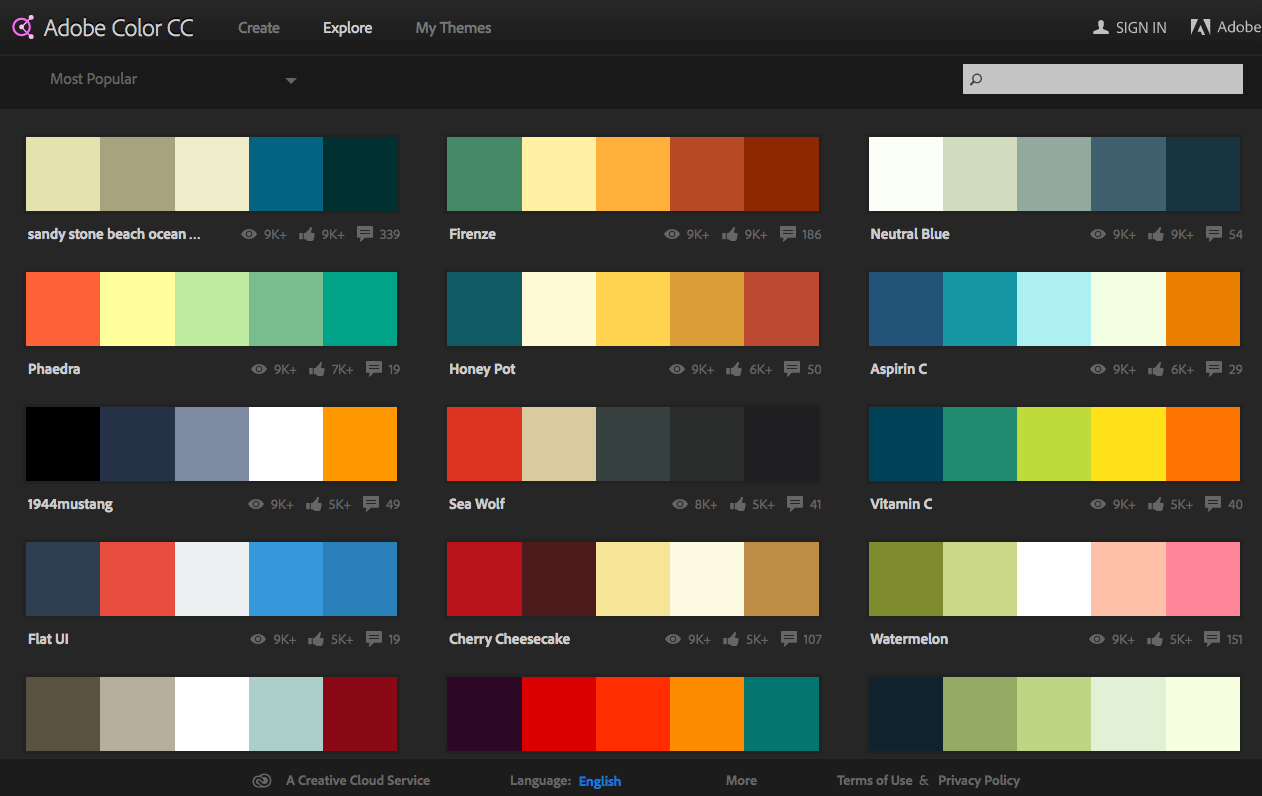 Adobe Color CC Create Explore My Themes SIGN IN Adobe
Most Popular
sandy stone beach ocean ... 9K+ 9K+ 339
Firenze 9K+ 9K+ 186
Neutral Blue 9K+ 9K+ 54
Phaedra 9K+ 7K+ 19
Honey Pot 9K+ 6K+ 50
Aspirin C 9K+ 6K+ 29
1944mustang 9K+ 5K+ 49
Sea Wolf 8K+ 5K+ 41
Vitamin C 9K+ 5K+ 40
Flat UI 9K+ 5K+ 19
Cherry Cheesecake 9K+ 5K+ 107
Watermelon 9K+ 5K+ 151
A Creative Cloud Service Language: English More Terms of Use & Privacy Policy